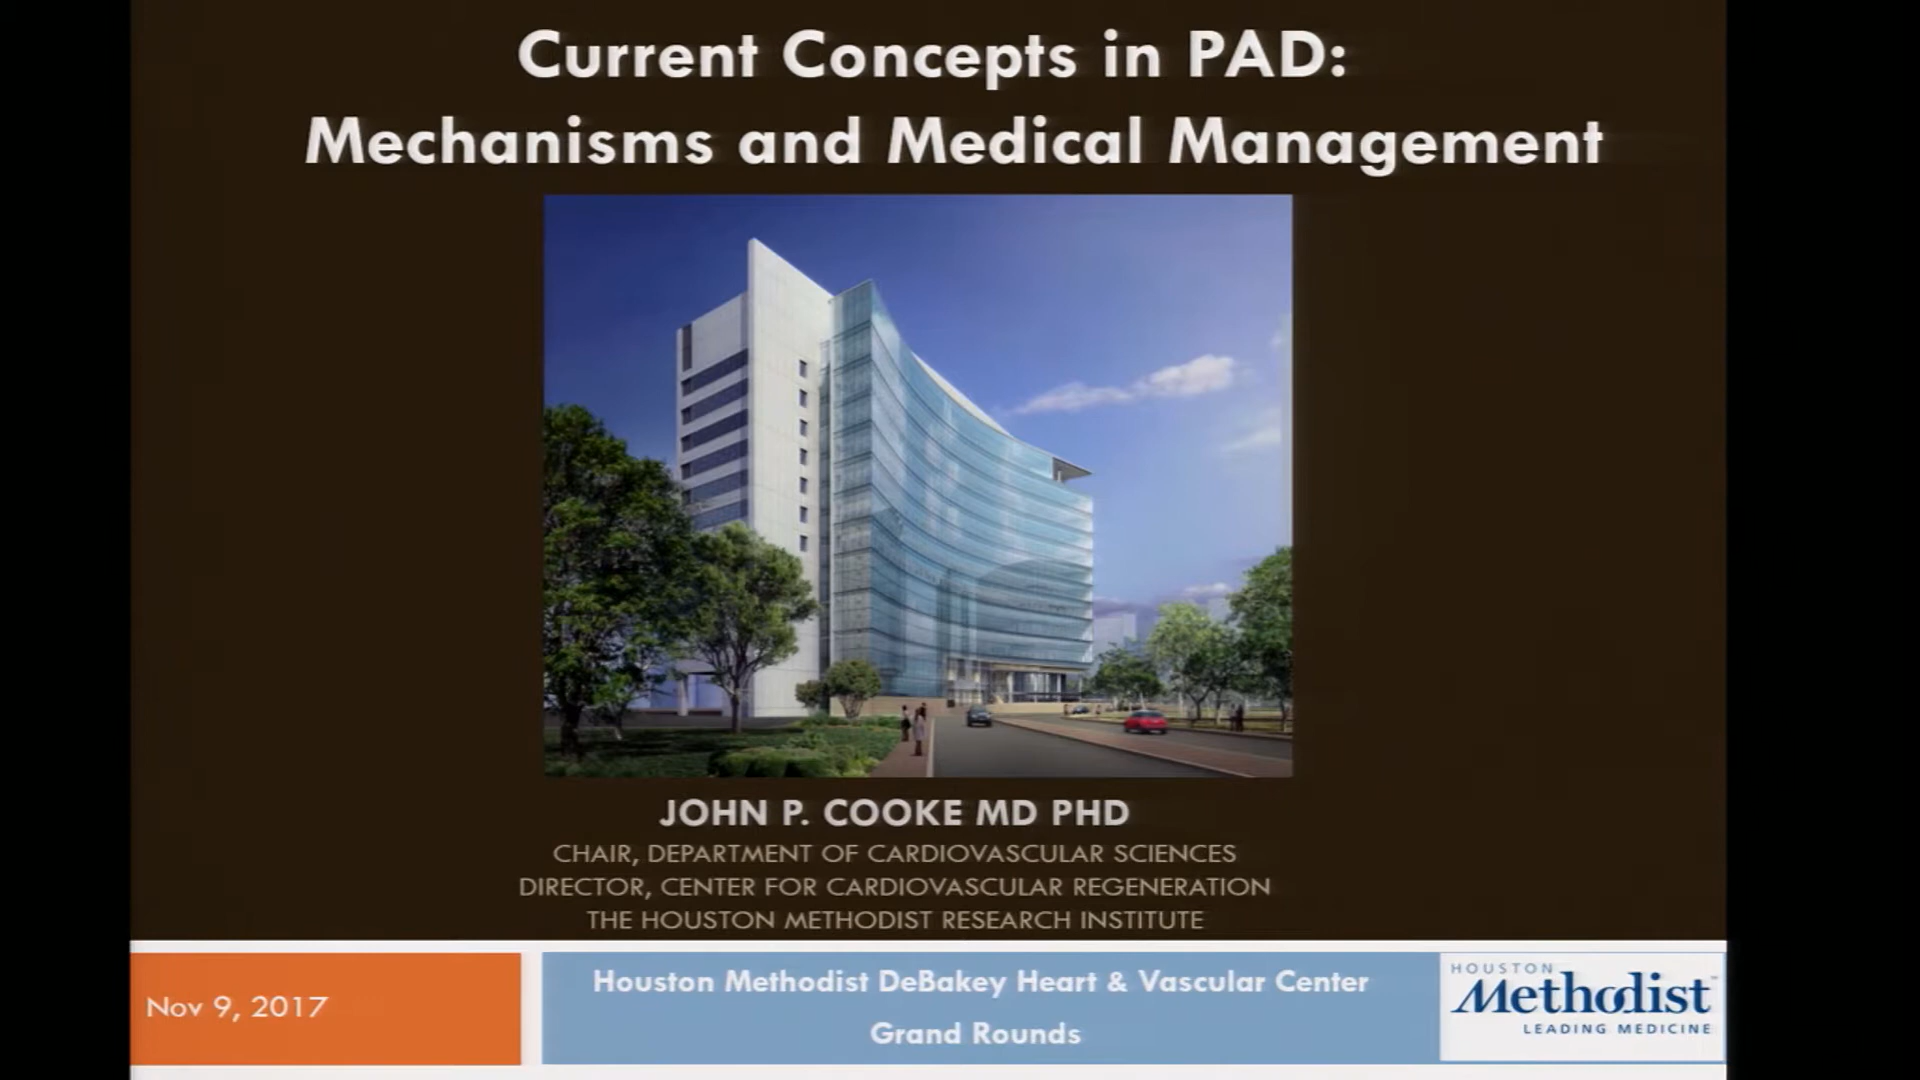 Current Concepts in PAD:
Mechanisms and Medical Management
JOHN P. COOKE MD PHD
CHAIR, DEPARTMENT OF CARDIOVASCULAR SCIENCES
DIRECTOR, CENTER FOR CARDIOVASCULAR REGENERATION
THE HOUSTON METHODIST RESEARCH INSTITUTE
Nov 9, 2017
Houston Methodist DeBakey Heart & Vascular Center
Grand Rounds
HOUSTON
Methodist
LEADING MEDICINE